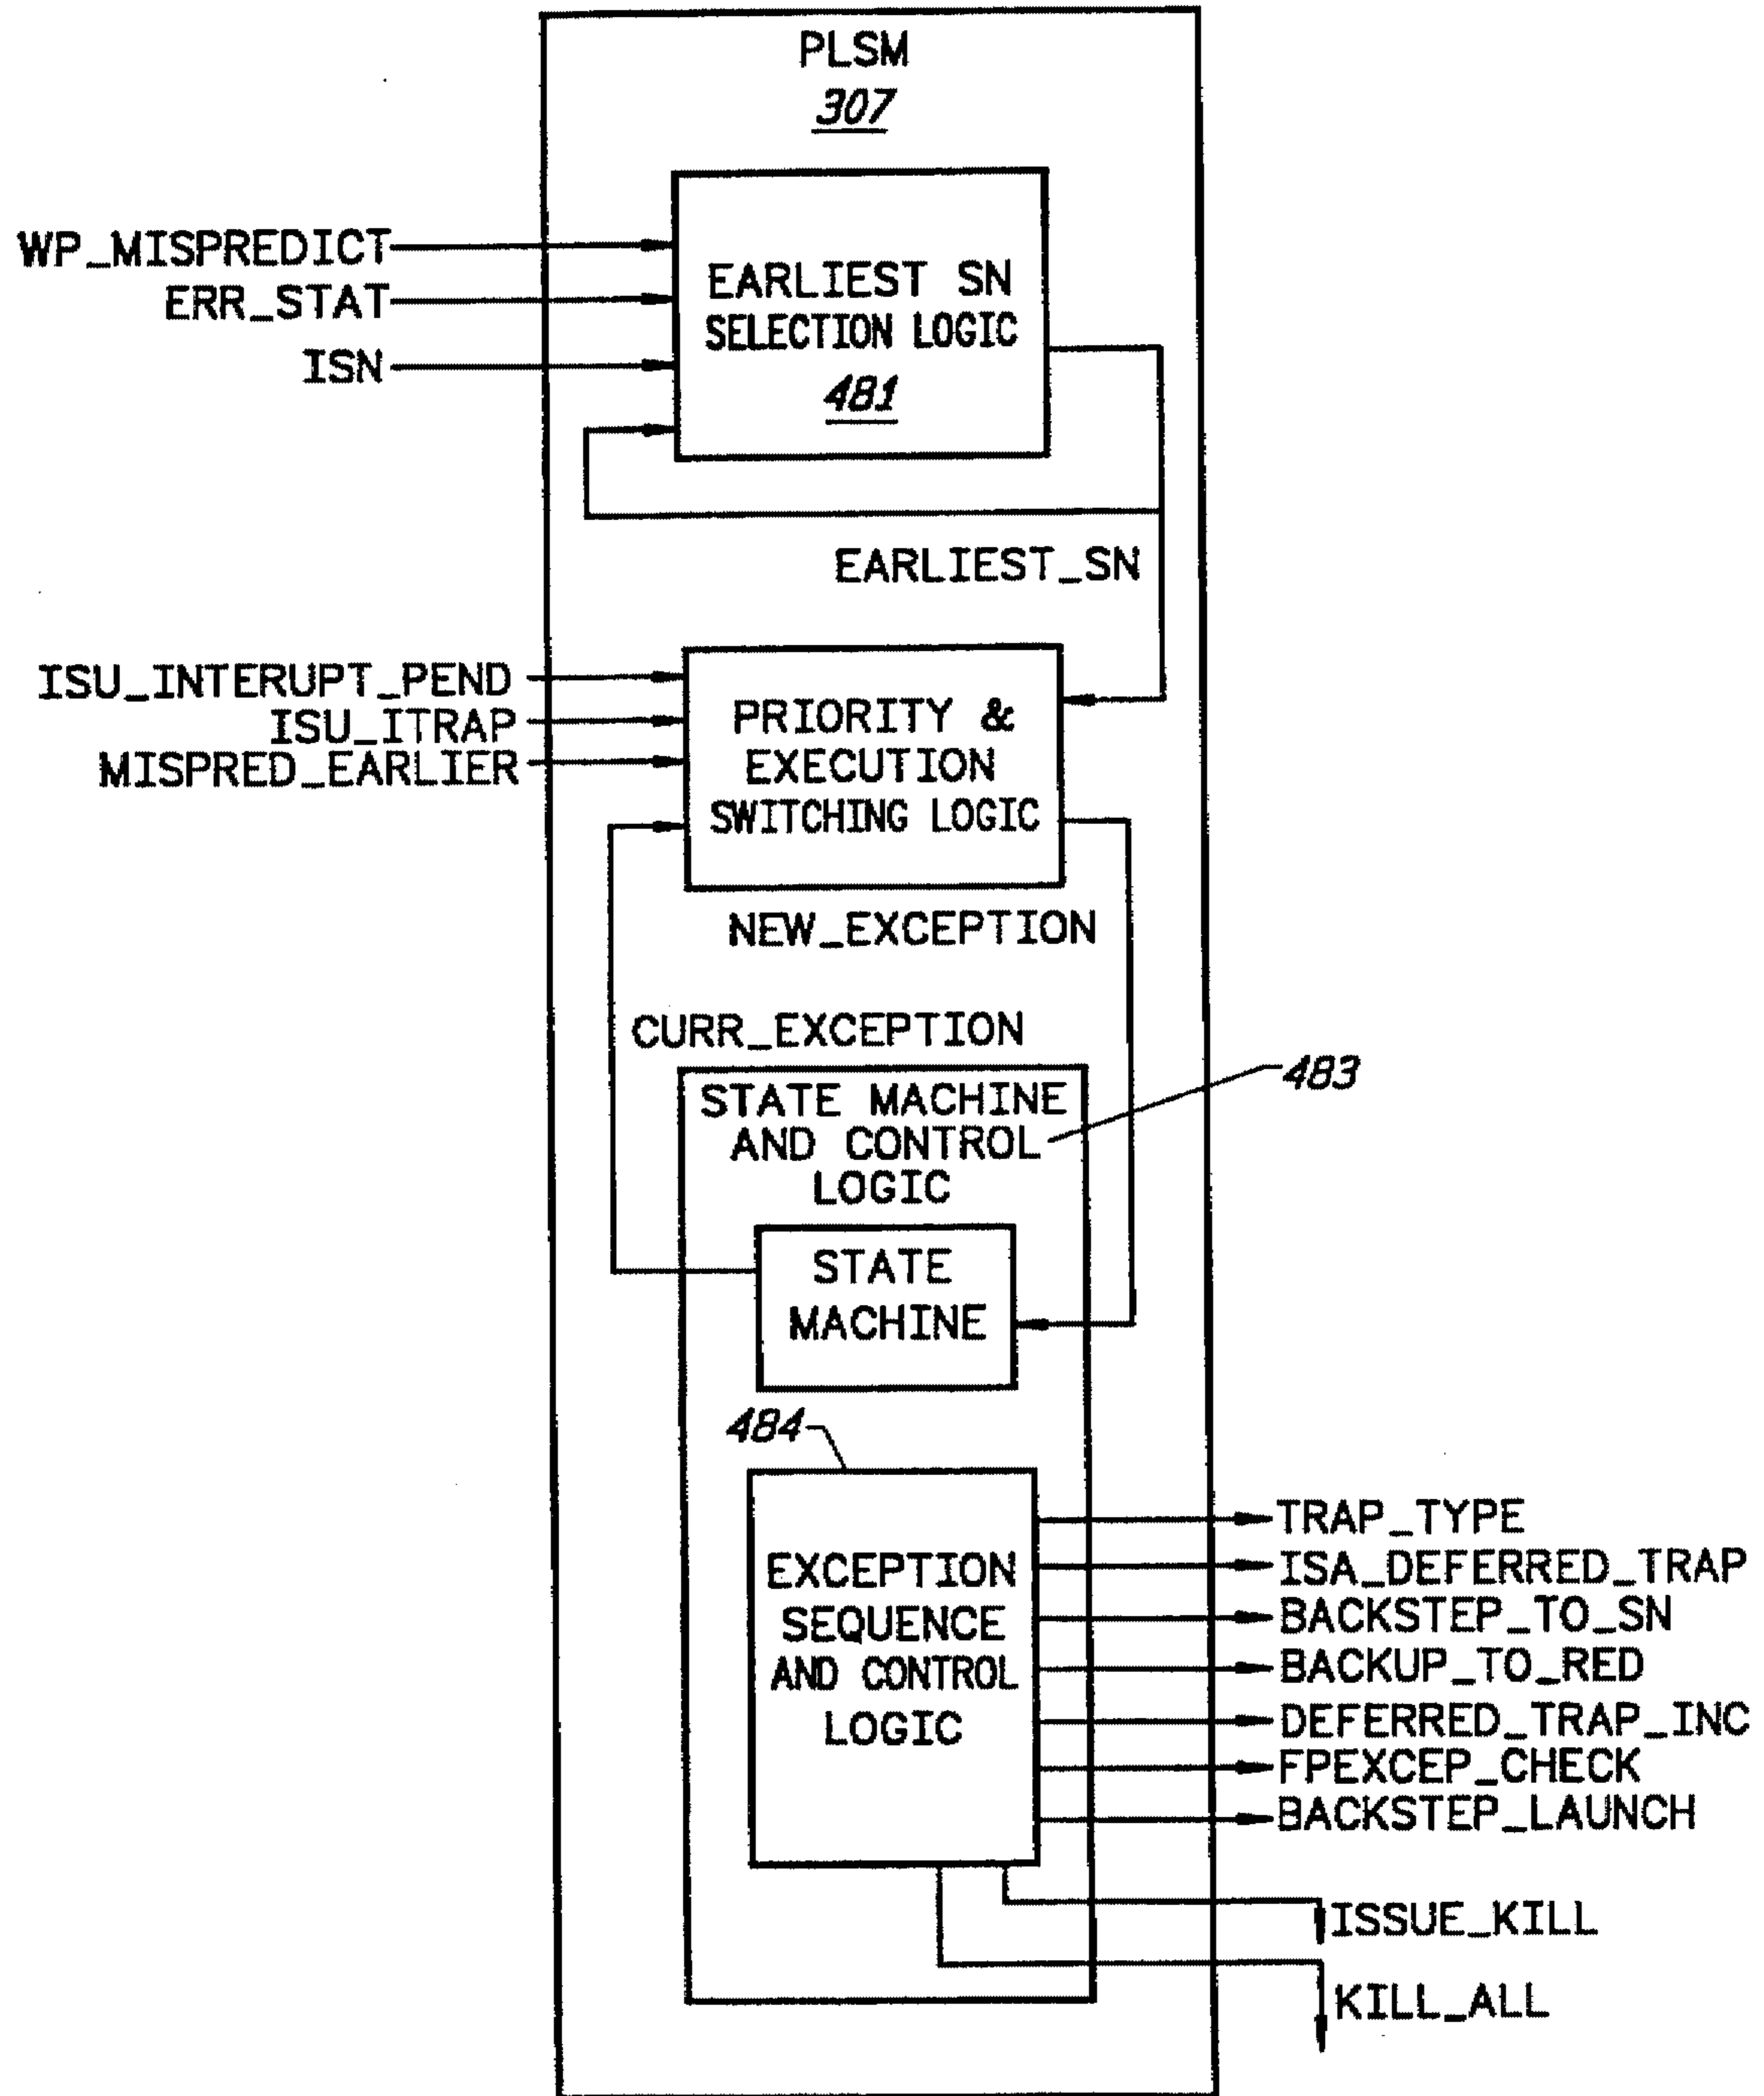 PLSM
307
WP_MISPREDICT
ERR_STAT
ISN
EARLIEST SN
SELECTION LOGIC
481
EARLIEST_SN
ISU_INTERUPT_PEND
ISU_ITRAP
MISPRED_EARLIER
PRIORITY &
EXECUTION
SWITCHING LOGIC
NEW_EXCEPTION
CURR_EXCEPTION
483
STATE MACHINE
AND CONTROL
LOGIC
STATE
MACHINE
484
EXCEPTION
SEQUENCE
AND CONTROL
LOGIC
TRAP_TYPE
ISA_DEFERRED_TRAP
BACKSTEP_TO_SN
BACKUP_TO_RED
DEFERRED_TRAP_INC
FPEXCEP_CHECK
BACKSTEP_LAUNCH
ISSUE_KILL
KILL_ALL